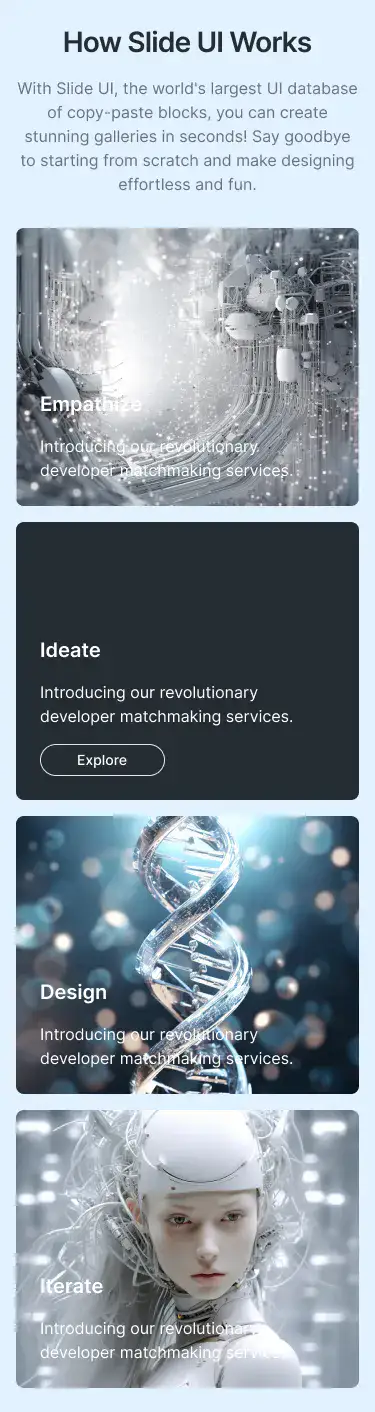 How Slide UI Works
With Slide UI, the world's largest UI database
of copy-paste blocks, you can create
stunning galleries in seconds! Say goodbye
to starting from scratch and make designing
effortless and fun.
Empathize
Introducing our revolutionary
developer matchmaking services.
Ideate
Introducing our revolutionary
developer matchmaking services.
Explore
Design
Introducing our revolutionary
developer matchmaking services.
Iterate
Introducing our revolutionary
developer matchmaking services.